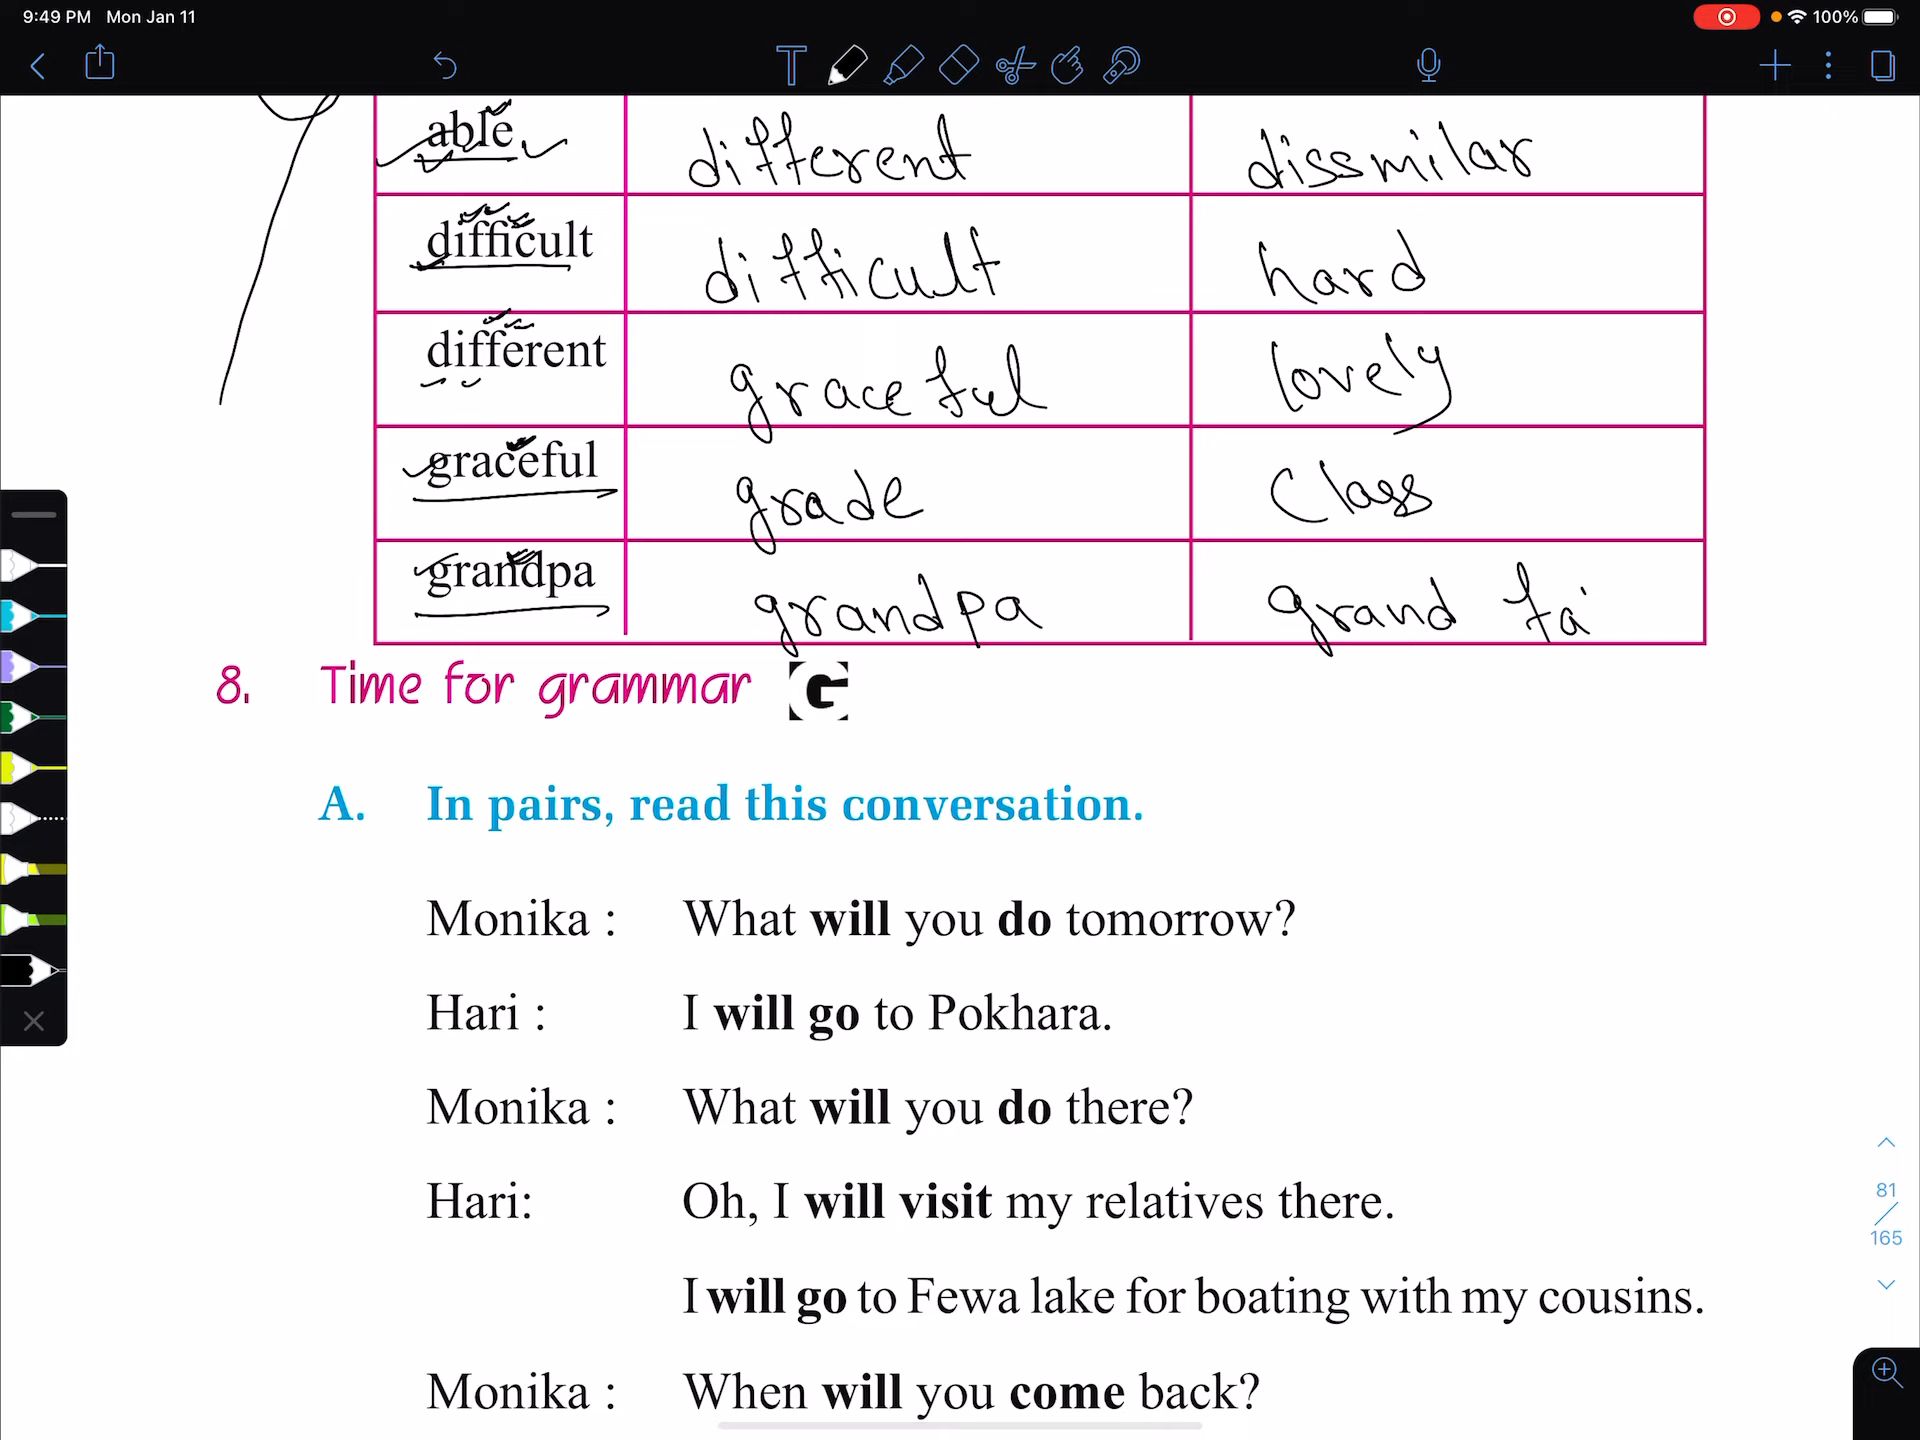 9:49 PM Mon Jan 11 100%
able different dissmilar
difficult difficult hard
different graceful lovely
graceful grade class
grandpa grandpa grand fa
8. Time for grammar G
A. In pairs, read this conversation.
Monika : What will you do tomorrow?
Hari : I will go to Pokhara.
Monika : What will you do there?
Hari: Oh, I will visit my relatives there.
I will go to Fewa lake for boating with my cousins.
Monika : When will you come back?
81
165